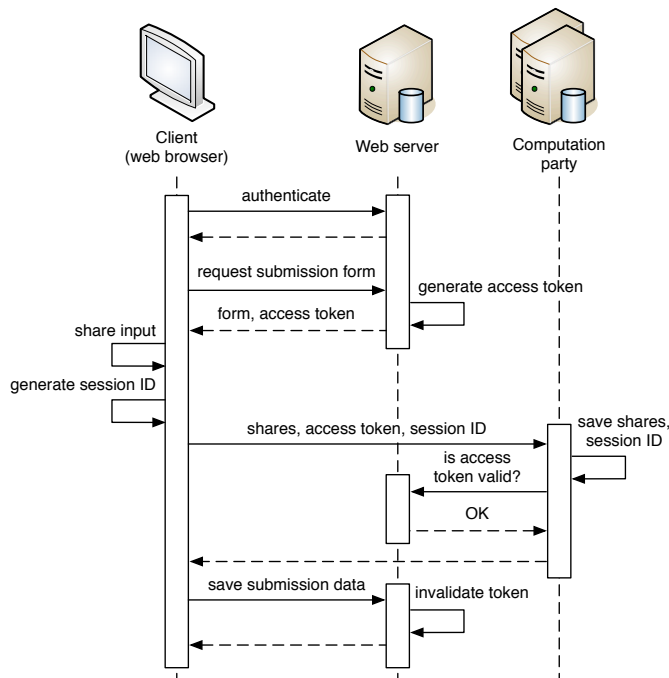 Client
(web browser)
Web server
Computation
party
authenticate
request submission form
generate access token
form, access token
share input
generate session ID
shares, access token, session ID
save shares,
session ID
is access
token valid?
OK
save submission data
invalidate token